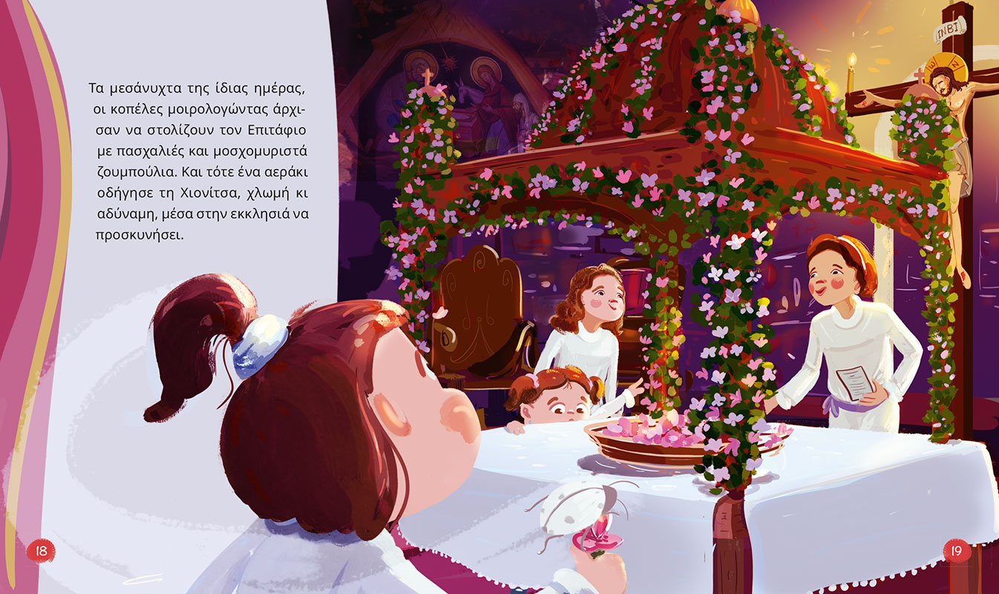 Τα μεσάνυχτα της ίδιας ημέρας,
οι κοπέλες μοιρολογώντας άρχι-
σαν να στολίζουν τον Επιτάφιο
με πασχαλιές και μοσχομυριστά
ζουμπούλια. Και τότε ένα αεράκι
οδήγησε τη Χιονίτσα, χλωμή κι
αδύναμη, μέσα στην εκκλησιά να
προσκυνήσει.
ΙΝΒΙ
18
19